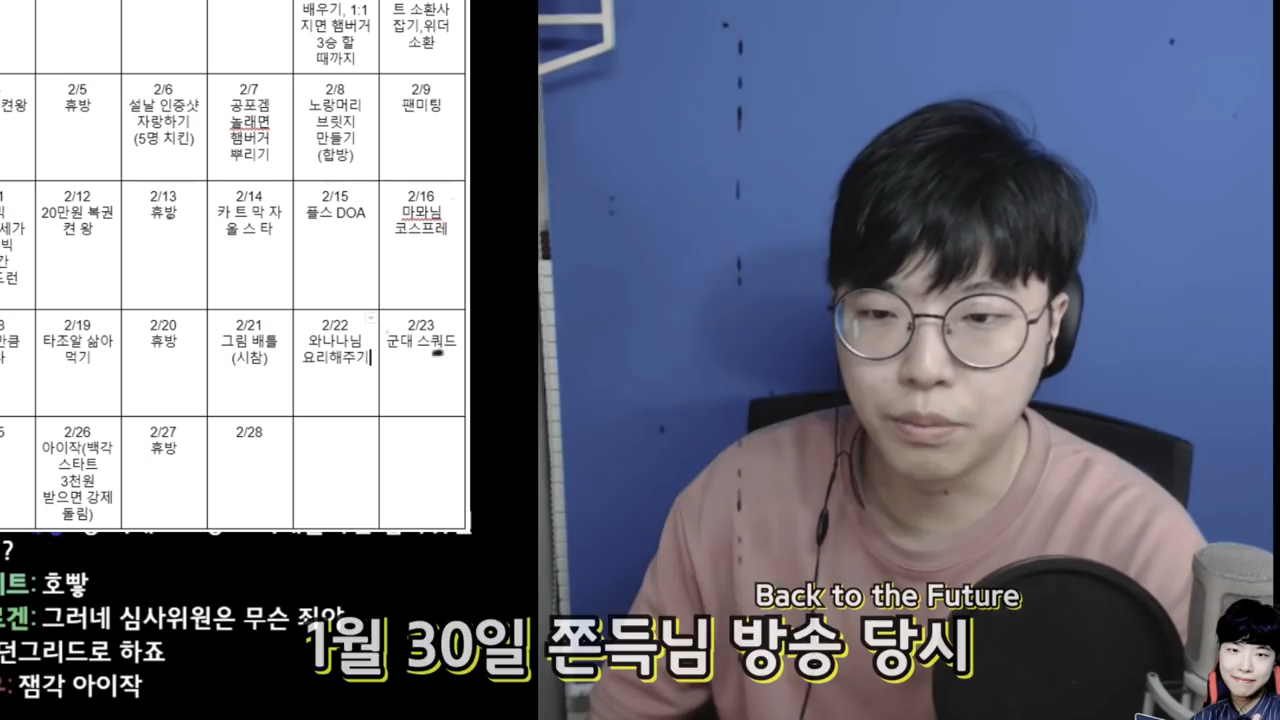 배우기, 1:1
지면 햄버거
3승 할
때까지
트 소환사
잡기,위더
소환
켠왕
2/5
휴방
2/6
설날 인증샷
자랑하기
(5명 치킨)
2/7
공포겜
놀래면
햄버거
뿌리기
2/8
노랑머리
브릿지
만들기
(합방)
2/9
팬미팅
2/12
20만원 복권
켠 왕
2/13
휴방
2/14
카 트 막 자
올 스 타
2/15
플스 DOA
2/16
마뫄님
코스프레
2/19
타조알 삶아
먹기
2/20
휴방
2/21
그림 배틀
(시참)
2/22
와나나님
요리해주기
2/23
군대 스쿼드
2/26
아이작(백각
스타트
3천원
받으면 강제
돌림)
2/27
휴방
2/28
?
트: 호빻
겐: 그러네 심사위원은 무슨 죄야
던그리드로 하죠
: 잼각 아이작
Back to the Future
1월 30일 쫀득님 방송 당시